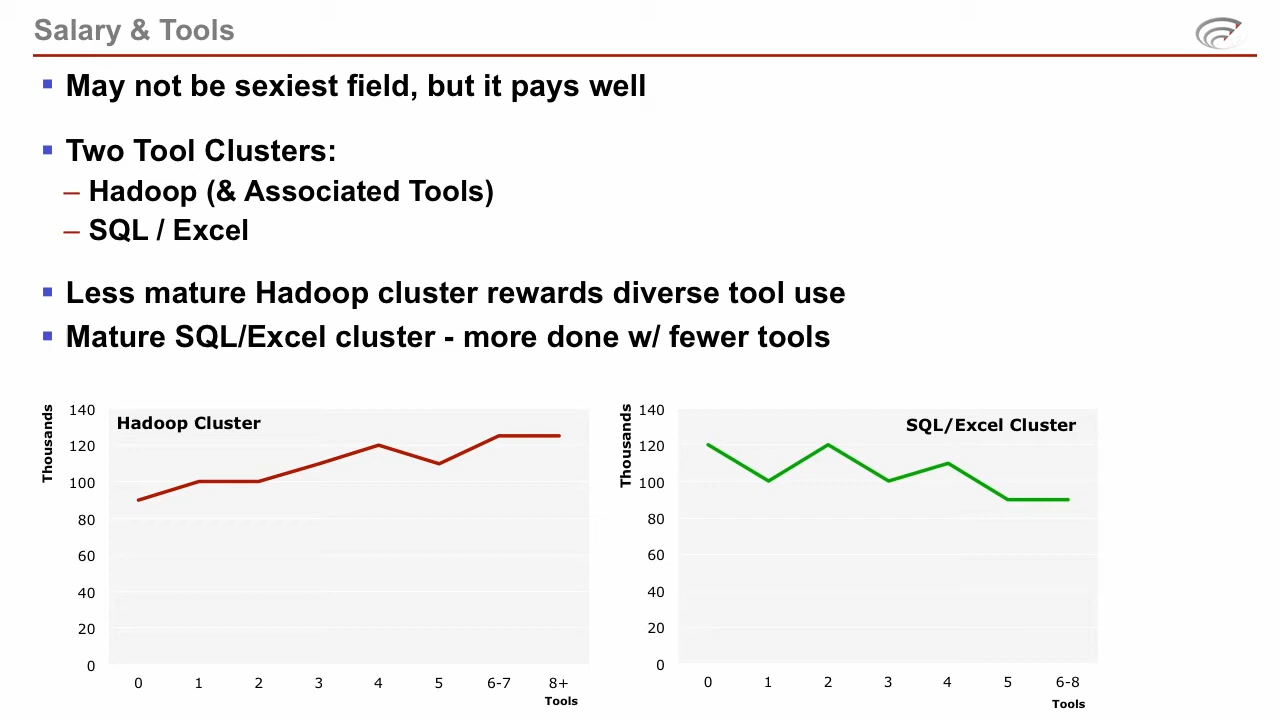 Salary & Tools
▪ May not be sexiest field, but it pays well
▪ Two Tool Clusters:
– Hadoop (& Associated Tools)
– SQL / Excel
▪ Less mature Hadoop cluster rewards diverse tool use
▪ Mature SQL/Excel cluster - more done w/ fewer tools
Thousands
Hadoop Cluster
140
120
100
80
60
40
20
0
0 1 2 3 4 5 6-7 8+
Tools
Thousands
SQL/Excel Cluster
140
120
100
80
60
40
20
0
0 1 2 3 4 5 6-8
Tools